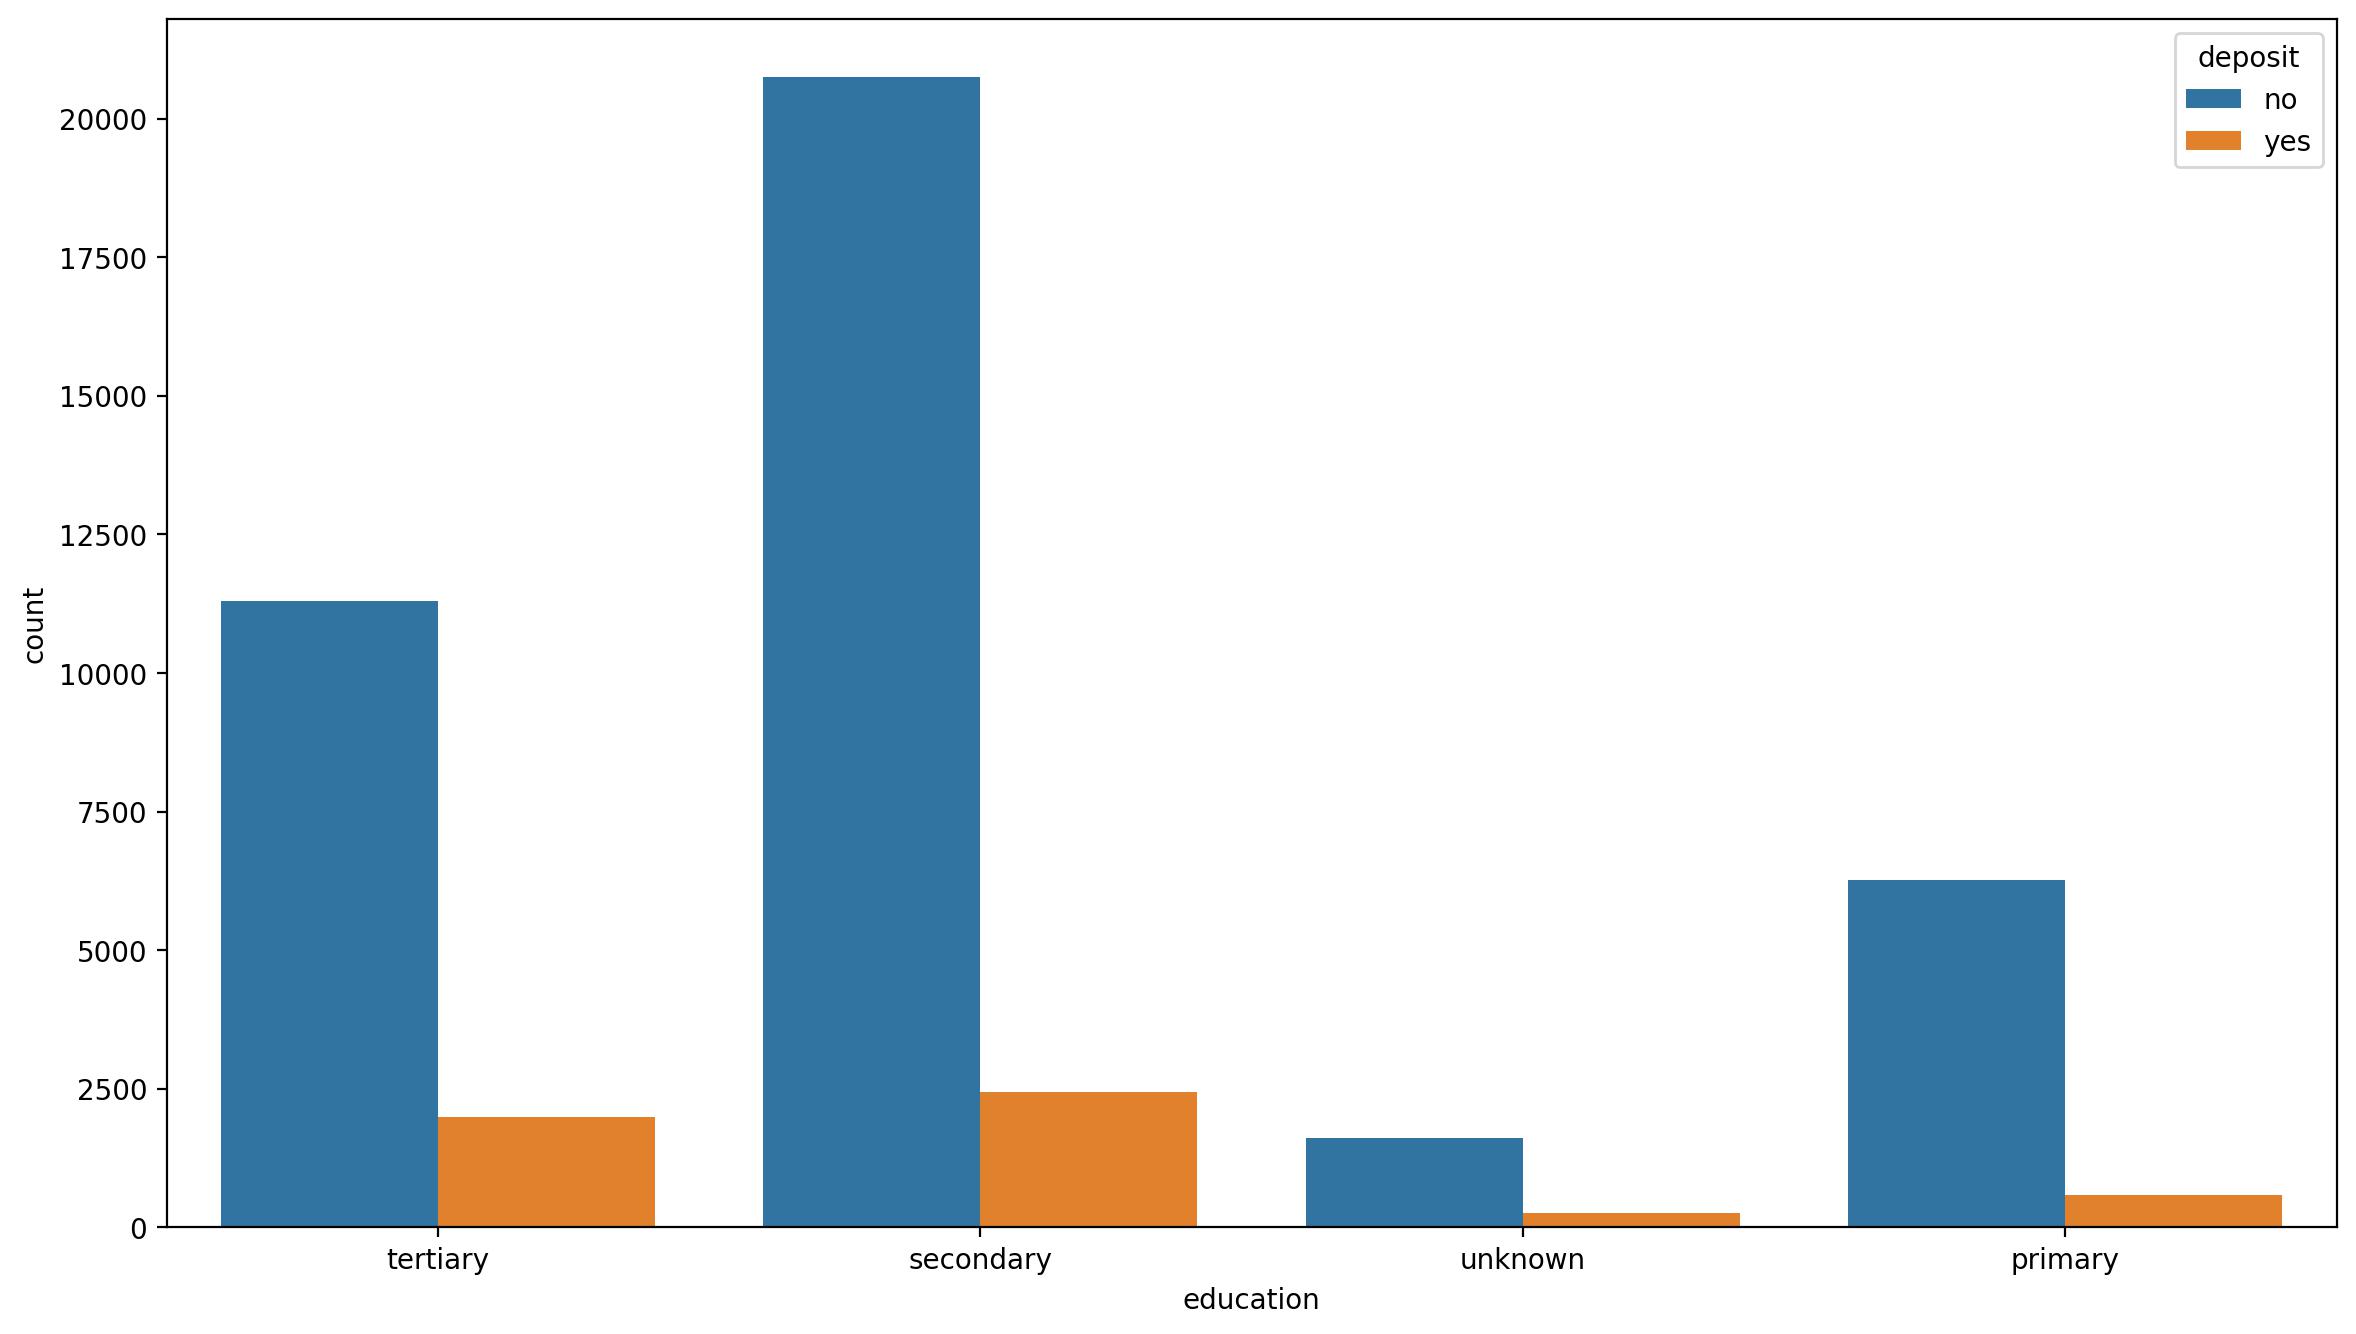 deposit
no
yes
20000
17500
15000
12500
10000
7500
5000
2500
0
count
tertiary
secondary
unknown
primary
education